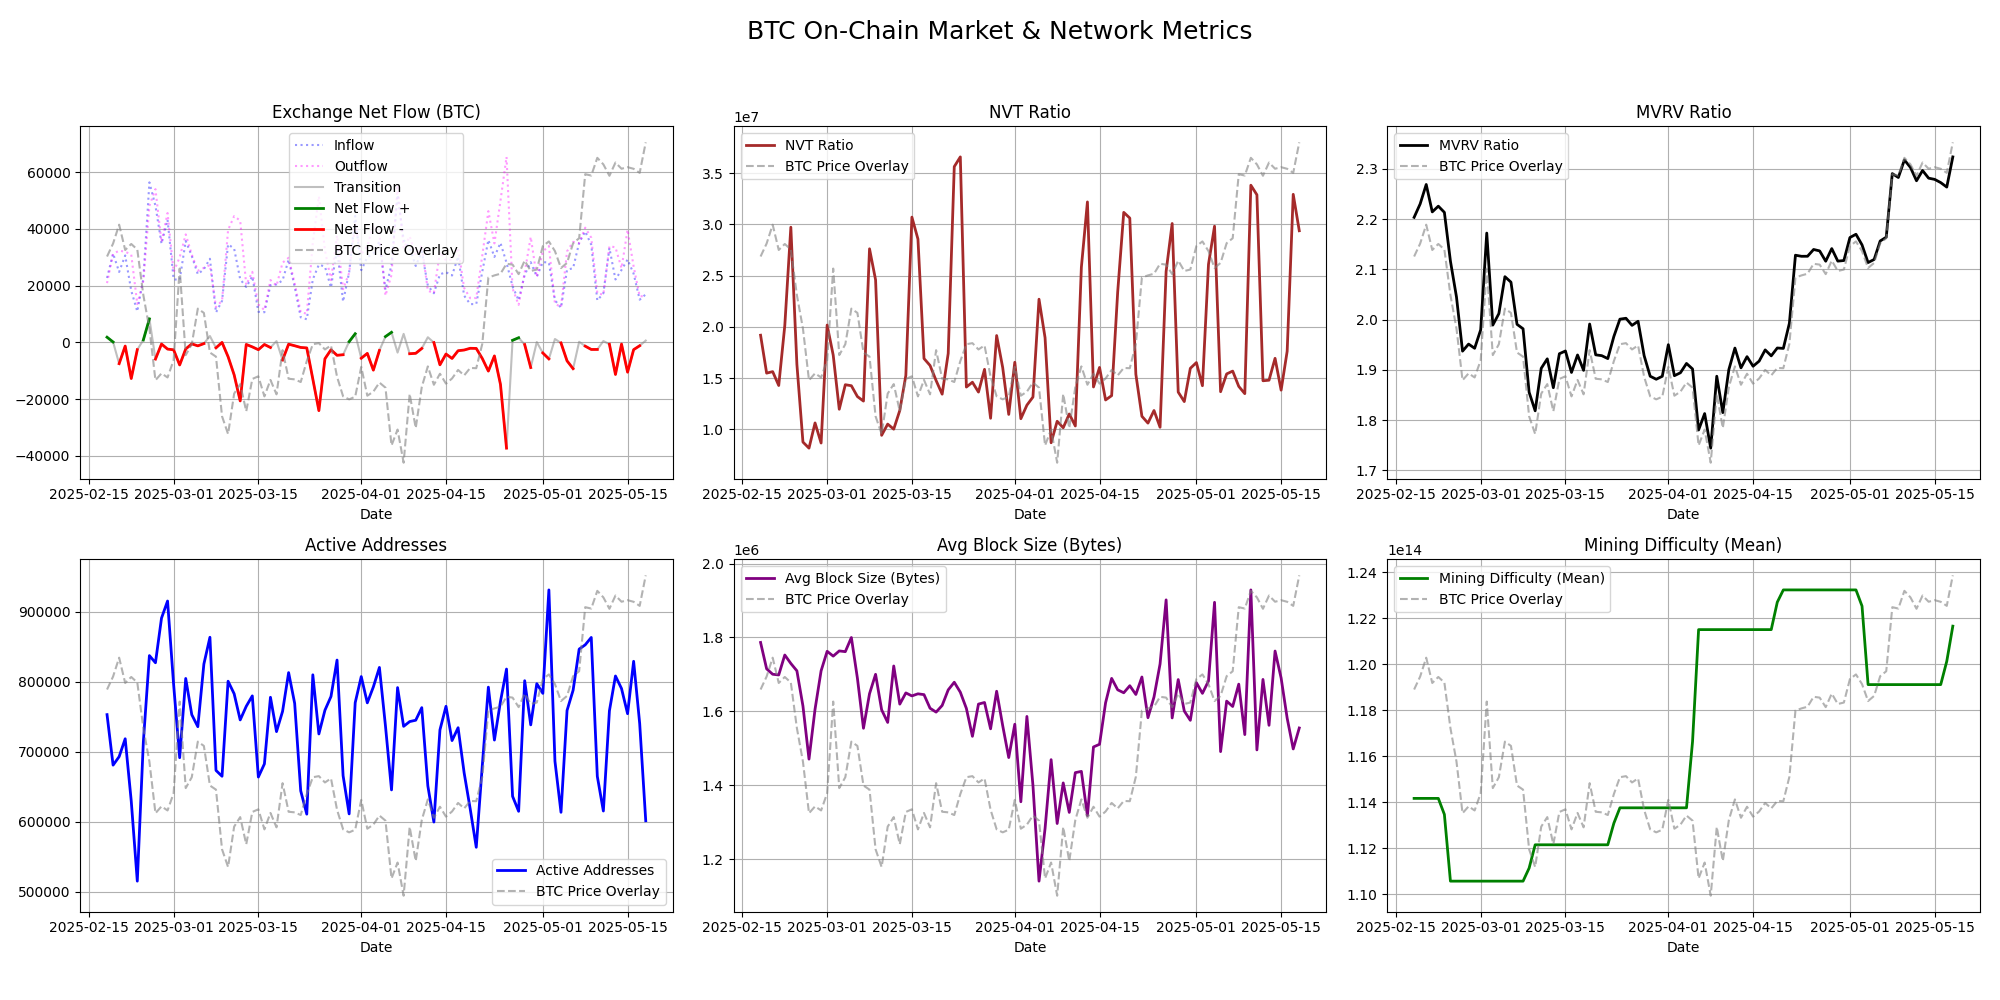 BTC On-Chain Market & Network Metrics
Exchange Net Flow (BTC)
Inflow
Outflow
Transition
Net Flow +
Net Flow -
BTC Price Overlay
60000
40000
20000
0
−20000
−40000
2025-02-15 2025-03-01 2025-03-15 2025-04-01 2025-04-15 2025-05-01 2025-05-15
Date
NVT Ratio
1e7
NVT Ratio
BTC Price Overlay
3.5
3.0
2.5
2.0
1.5
1.0
2025-02-15 2025-03-01 2025-03-15 2025-04-01 2025-04-15 2025-05-01 2025-05-15
Date
MVRV Ratio
MVRV Ratio
BTC Price Overlay
2.3
2.2
2.1
2.0
1.9
1.8
1.7
2025-02-15 2025-03-01 2025-03-15 2025-04-01 2025-04-15 2025-05-01 2025-05-15
Date
Active Addresses
900000
800000
700000
600000
500000
Active Addresses
BTC Price Overlay
2025-02-15 2025-03-01 2025-03-15 2025-04-01 2025-04-15 2025-05-01 2025-05-15
Date
Avg Block Size (Bytes)
1e6
Avg Block Size (Bytes)
BTC Price Overlay
2.0
1.8
1.6
1.4
1.2
2025-02-15 2025-03-01 2025-03-15 2025-04-01 2025-04-15 2025-05-01 2025-05-15
Date
Mining Difficulty (Mean)
1e14
Mining Difficulty (Mean)
BTC Price Overlay
1.24
1.22
1.20
1.18
1.16
1.14
1.12
1.10
2025-02-15 2025-03-01 2025-03-15 2025-04-01 2025-04-15 2025-05-01 2025-05-15
Date